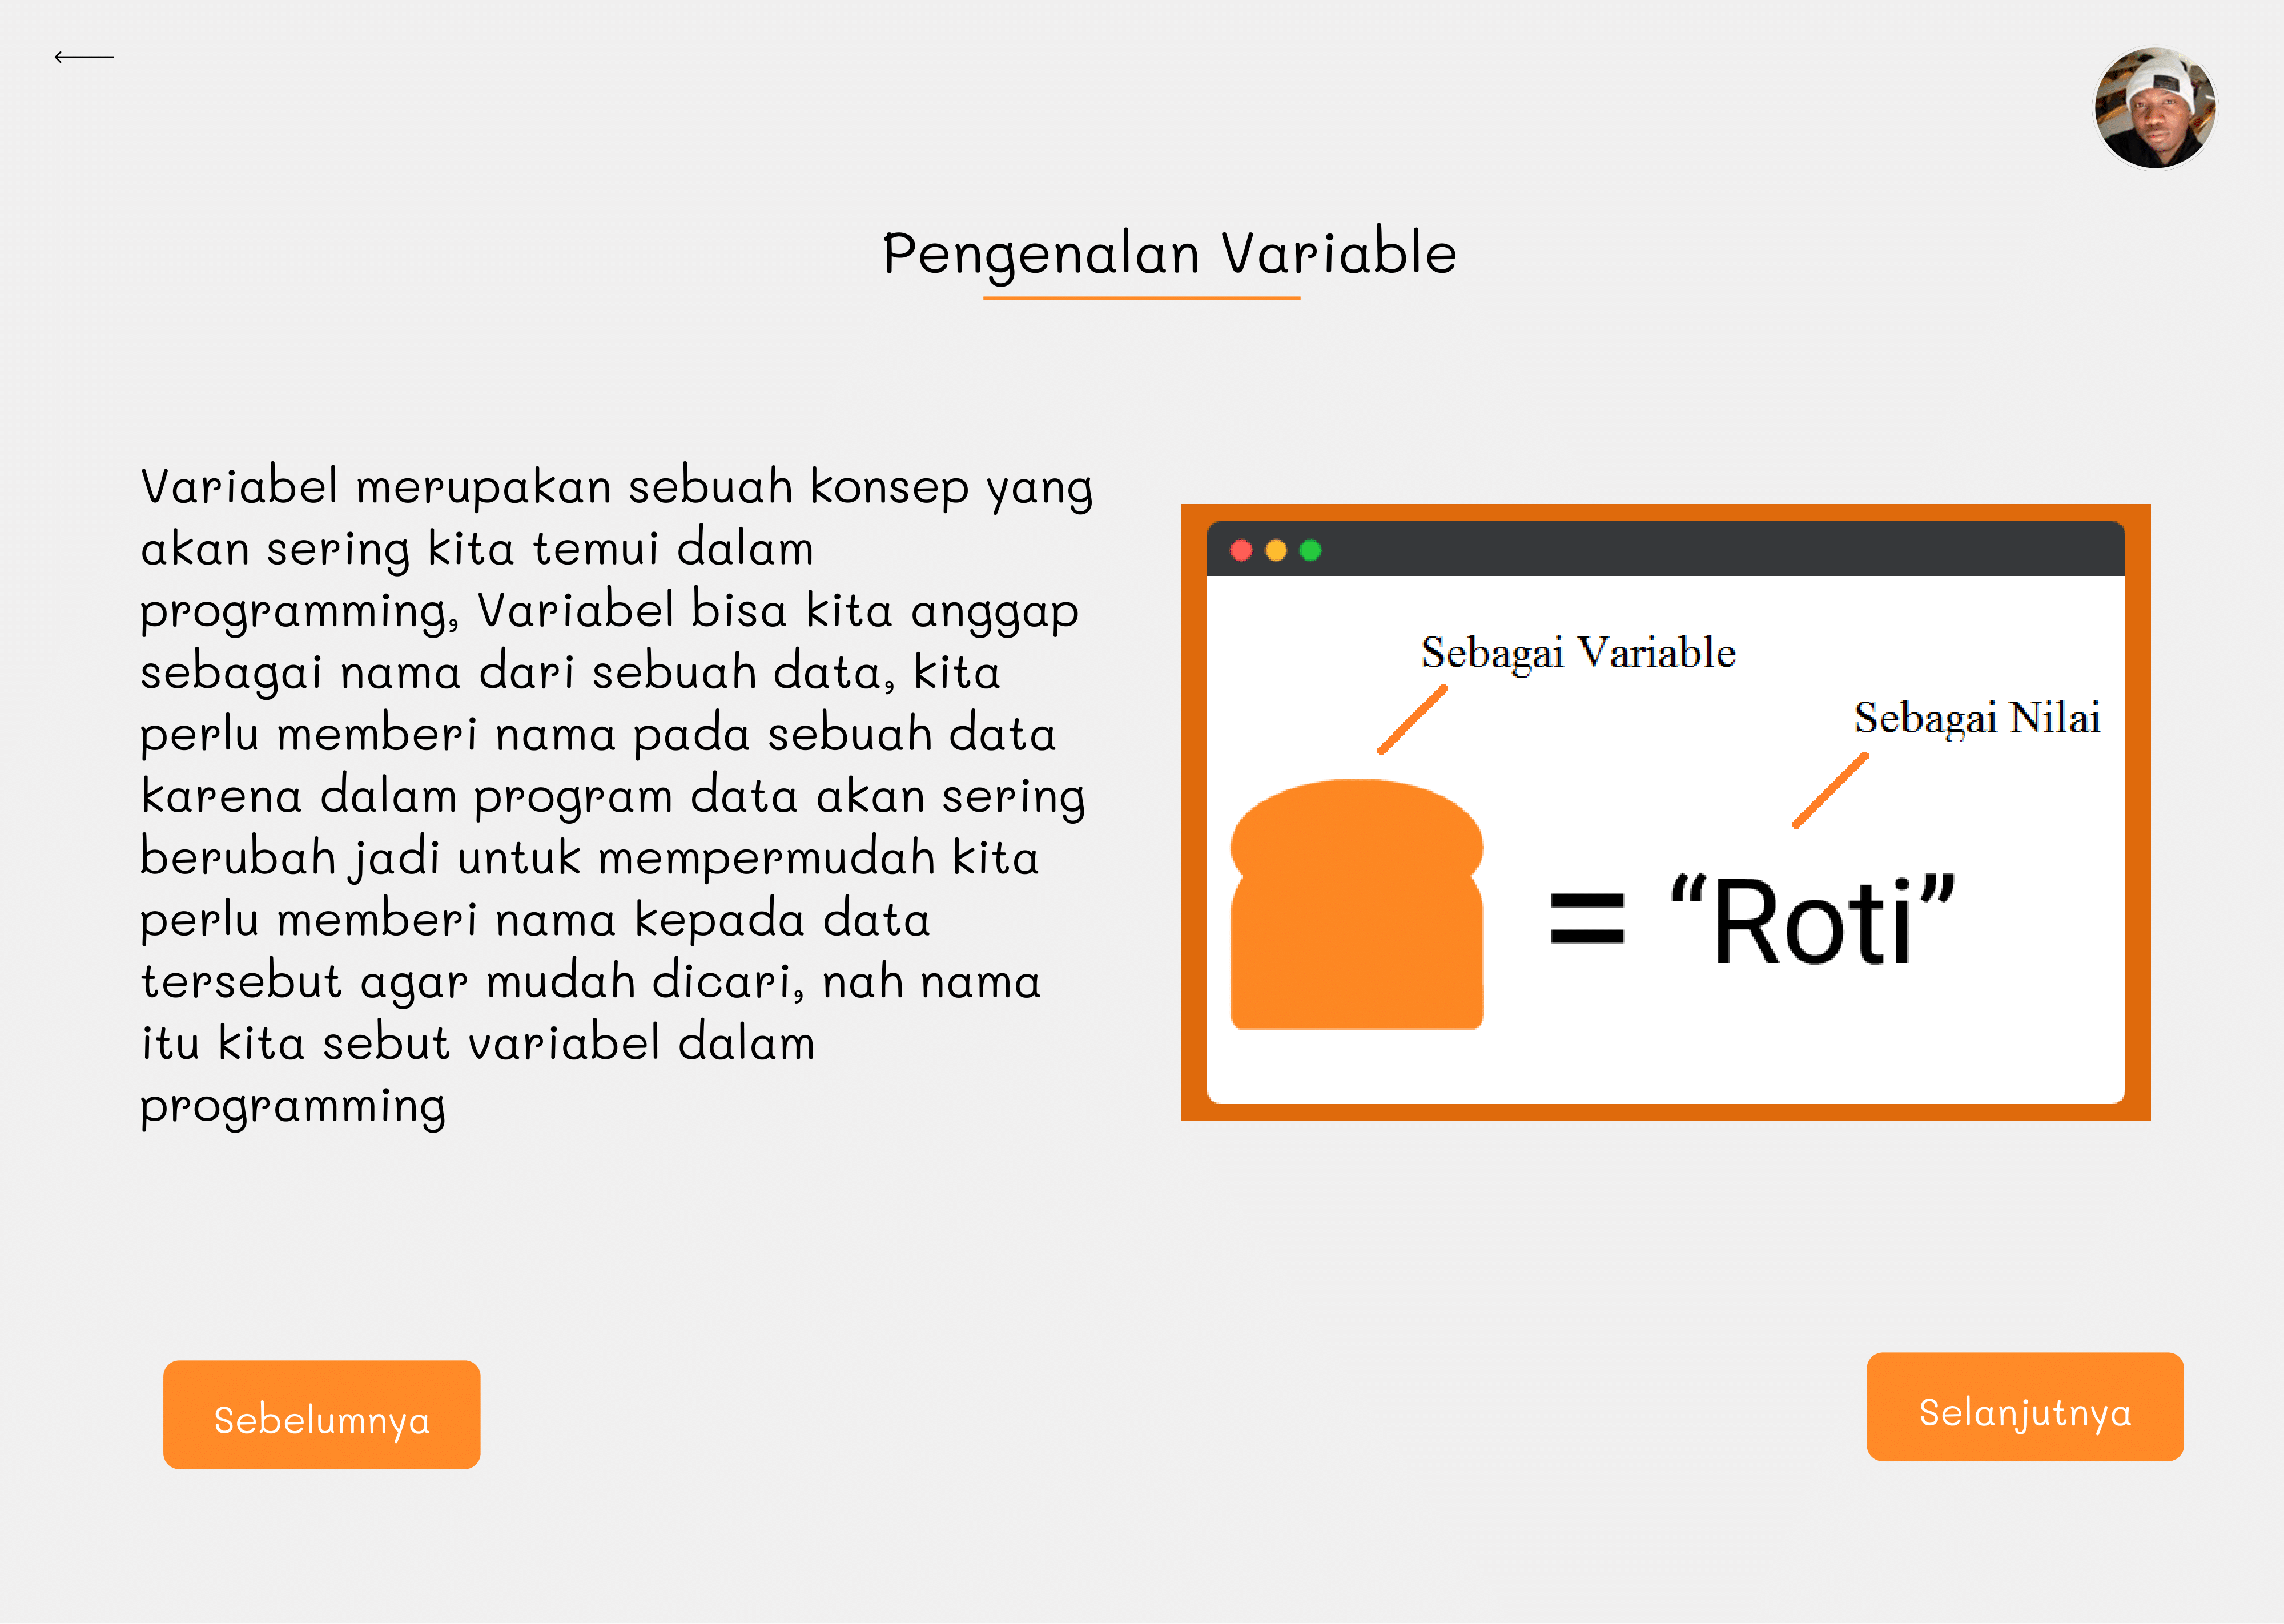 Pengenalan Variable
Variabel merupakan sebuah konsep yang
akan sering kita temui dalam
programming, Variabel bisa kita anggap
sebagai nama dari sebuah data, kita
perlu memberi nama pada sebuah data
karena dalam program data akan sering
berubah jadi untuk mempermudah kita
perlu memberi nama kepada data
tersebut agar mudah dicari, nah nama
itu kita sebut variabel dalam
programming
Sebagai Variable
Sebagai Nilai
= “Roti”
Sebelumnya
Selanjutnya